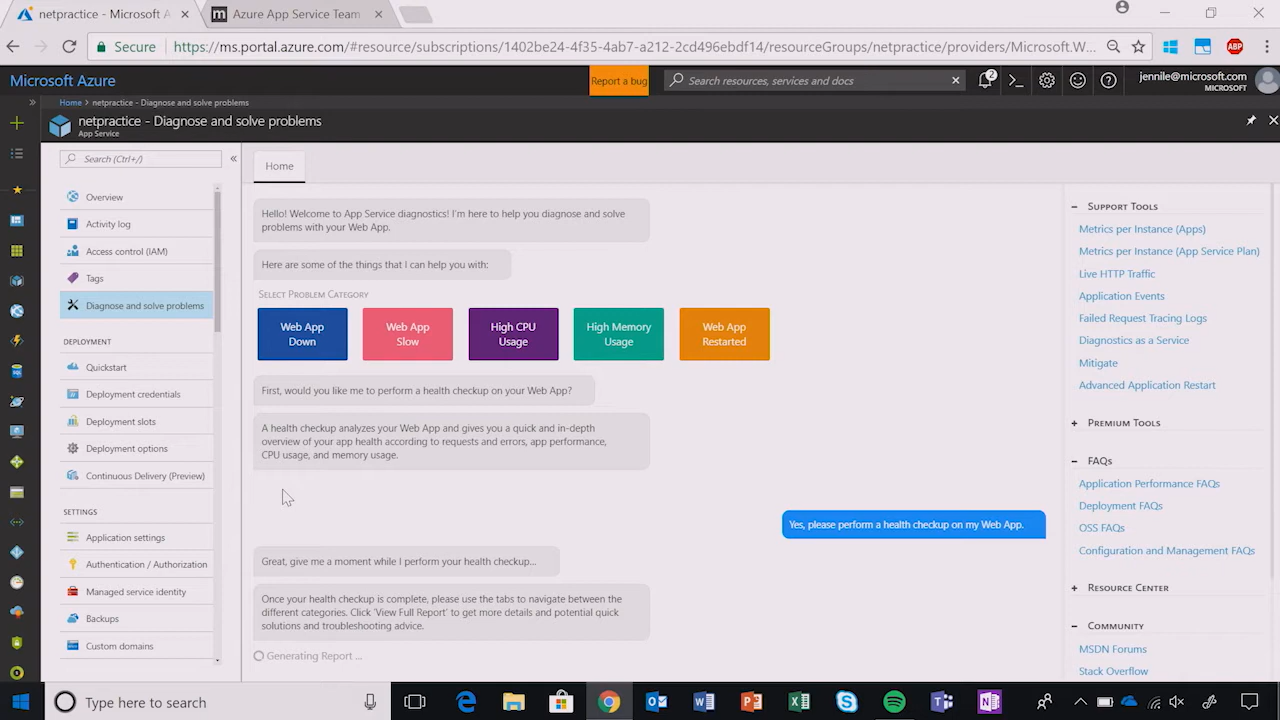 netpractice - Microsoft A
Azure App Service Team
Secure
https://ms.portal.azure.com/#resource/subscriptions/1402be24-4f35-4ab7-a212-2cd496ebdf14/resourceGroups/netpractice/providers/Microsoft.W...
ABP
Microsoft Azure
Report a bug
Search resources, services and docs
2
jennile@microsoft.com
MICROSOFT
Home > netpractice - Diagnose and solve problems
netpractice - Diagnose and solve problems
App Service
Search (Ctrl+/)
Overview
Activity log
Access control (IAM)
Tags
Diagnose and solve problems
DEPLOYMENT
Quickstart
Deployment credentials
Deployment slots
Deployment options
Continuous Delivery (Preview)
SETTINGS
Application settings
Authentication / Authorization
Managed service identity
Backups
Custom domains
Home
Hello! Welcome to App Service diagnostics! I'm here to help you diagnose and solve
problems with your Web App.
Here are some of the things that I can help you with:
SELECT PROBLEM CATEGORY
Web App
Down
Web App
Slow
High CPU
Usage
High Memory
Usage
Web App
Restarted
First, would you like me to perform a health checkup on your Web App?
A health checkup analyzes your Web App and gives you a quick and in-depth
overview of your app health according to requests and errors, app performance,
CPU usage, and memory usage.
Yes, please perform a health checkup on my Web App.
Great, give me a moment while I perform your health checkup...
Once your health checkup is complete, please use the tabs to navigate between the
different categories. Click 'View Full Report' to get more details and potential quick
solutions and troubleshooting advice.
Generating Report ...
SUPPORT TOOLS
Metrics per Instance (Apps)
Metrics per Instance (App Service Plan)
Live HTTP Traffic
Application Events
Failed Request Tracing Logs
Diagnostics as a Service
Mitigate
Advanced Application Restart
PREMIUM TOOLS
FAQS
Application Performance FAQs
Deployment FAQs
OSS FAQs
Configuration and Management FAQs
RESOURCE CENTER
COMMUNITY
MSDN Forums
Stack Overflow
Type here to search